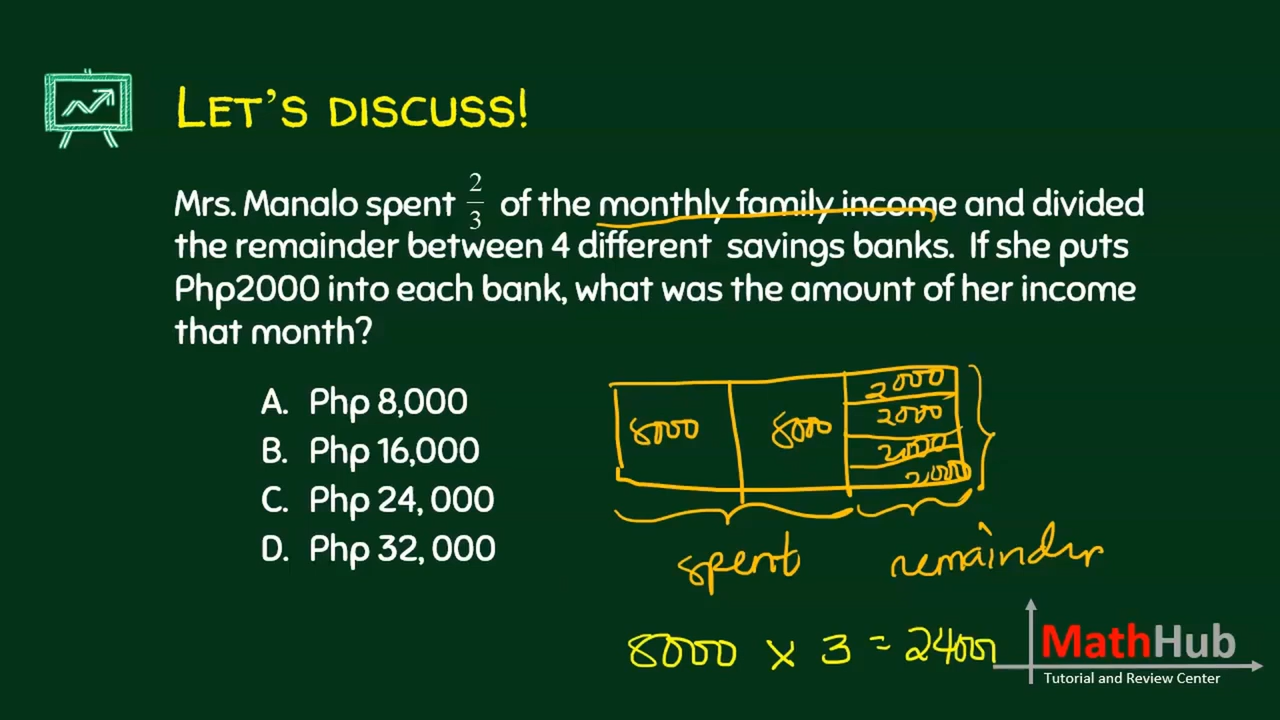 LET'S DISCUSS!
Mrs. Manalo spent 2/3 of the monthly family income and divided
the remainder between 4 different savings banks. If she puts
Php2000 into each bank, what was the amount of her income
that month?
A. Php 8,000
B. Php 16,000
C. Php 24, 000
D. Php 32, 000
8000 8000 2000
2000
2000
2000
spent remainder
8000 x 3 = 24000
MathHub
Tutorial and Review Center